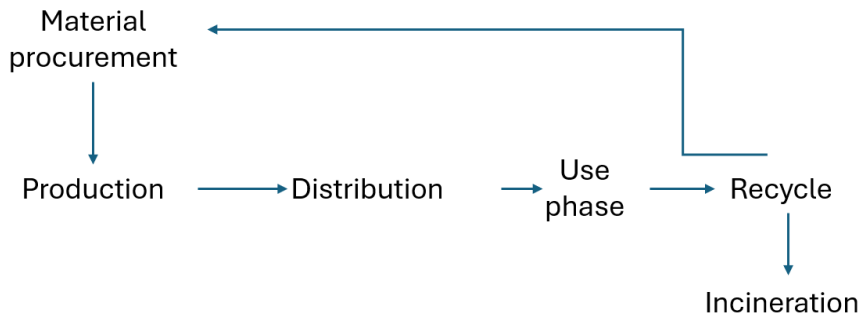 Material
procurement
Production
Distribution
Use
phase
Recycle
Incineration